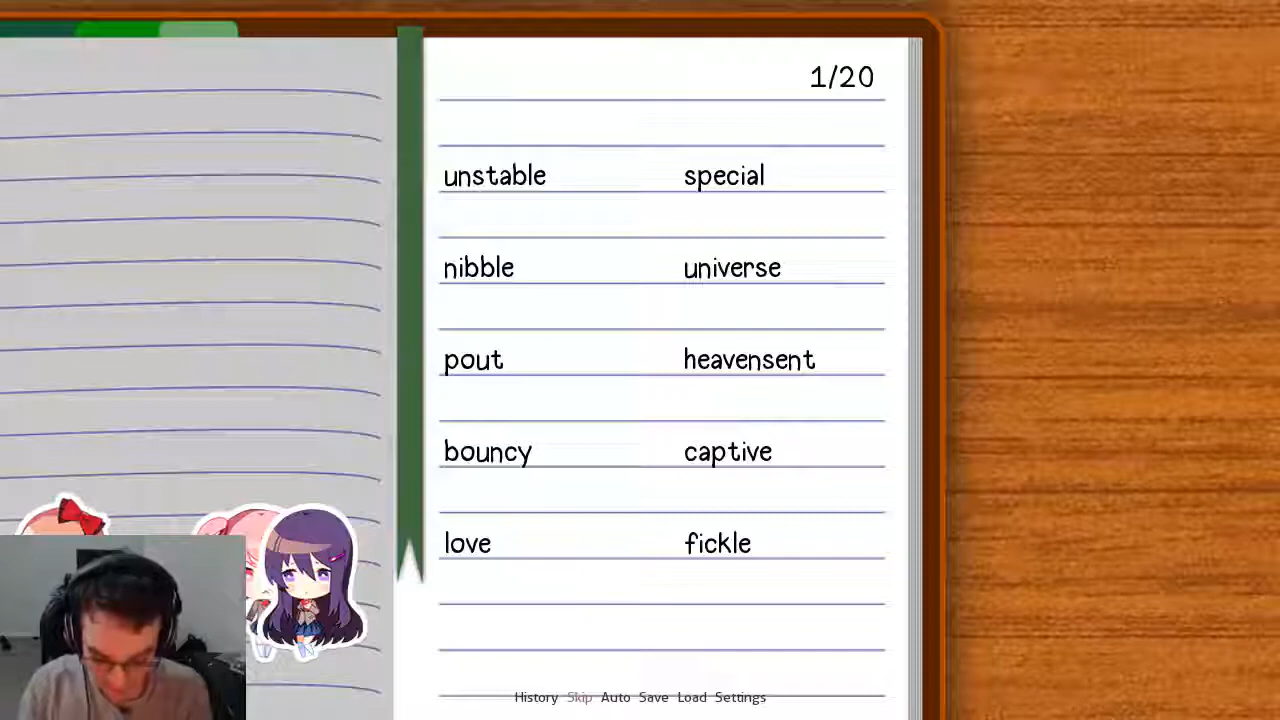 1/20
unstable special
nibble universe
pout heavensent
bouncy captive
love fickle
History Skip Auto Save Load Settings